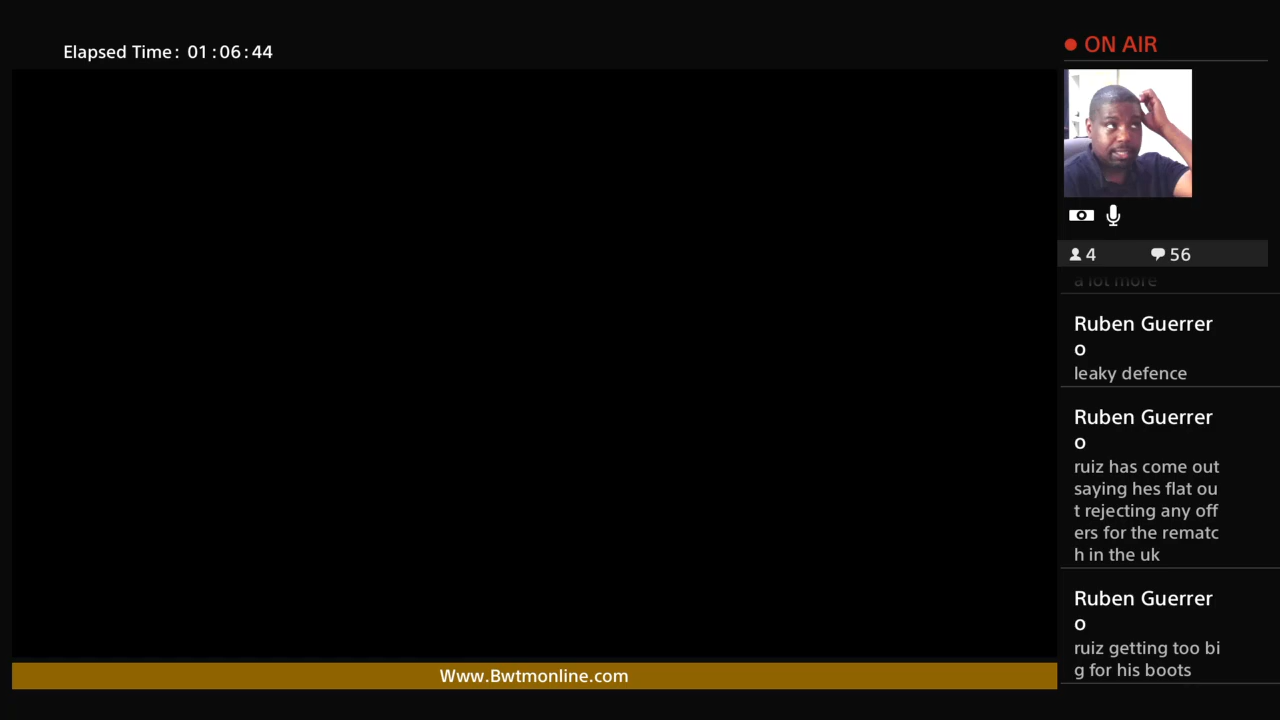 Elapsed Time: 01:06:44
ON AIR
4 56
a lot more
Ruben Guerrer
o
leaky defence
Ruben Guerrer
o
ruiz has come out
saying hes flat ou
t rejecting any off
ers for the rematc
h in the uk
Ruben Guerrer
o
ruiz getting too bi
g for his boots
Www.Bwtmonline.com